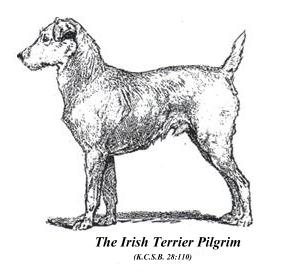 The Irish Terrier Pilgrim
(K.C.S.B. 28:110)